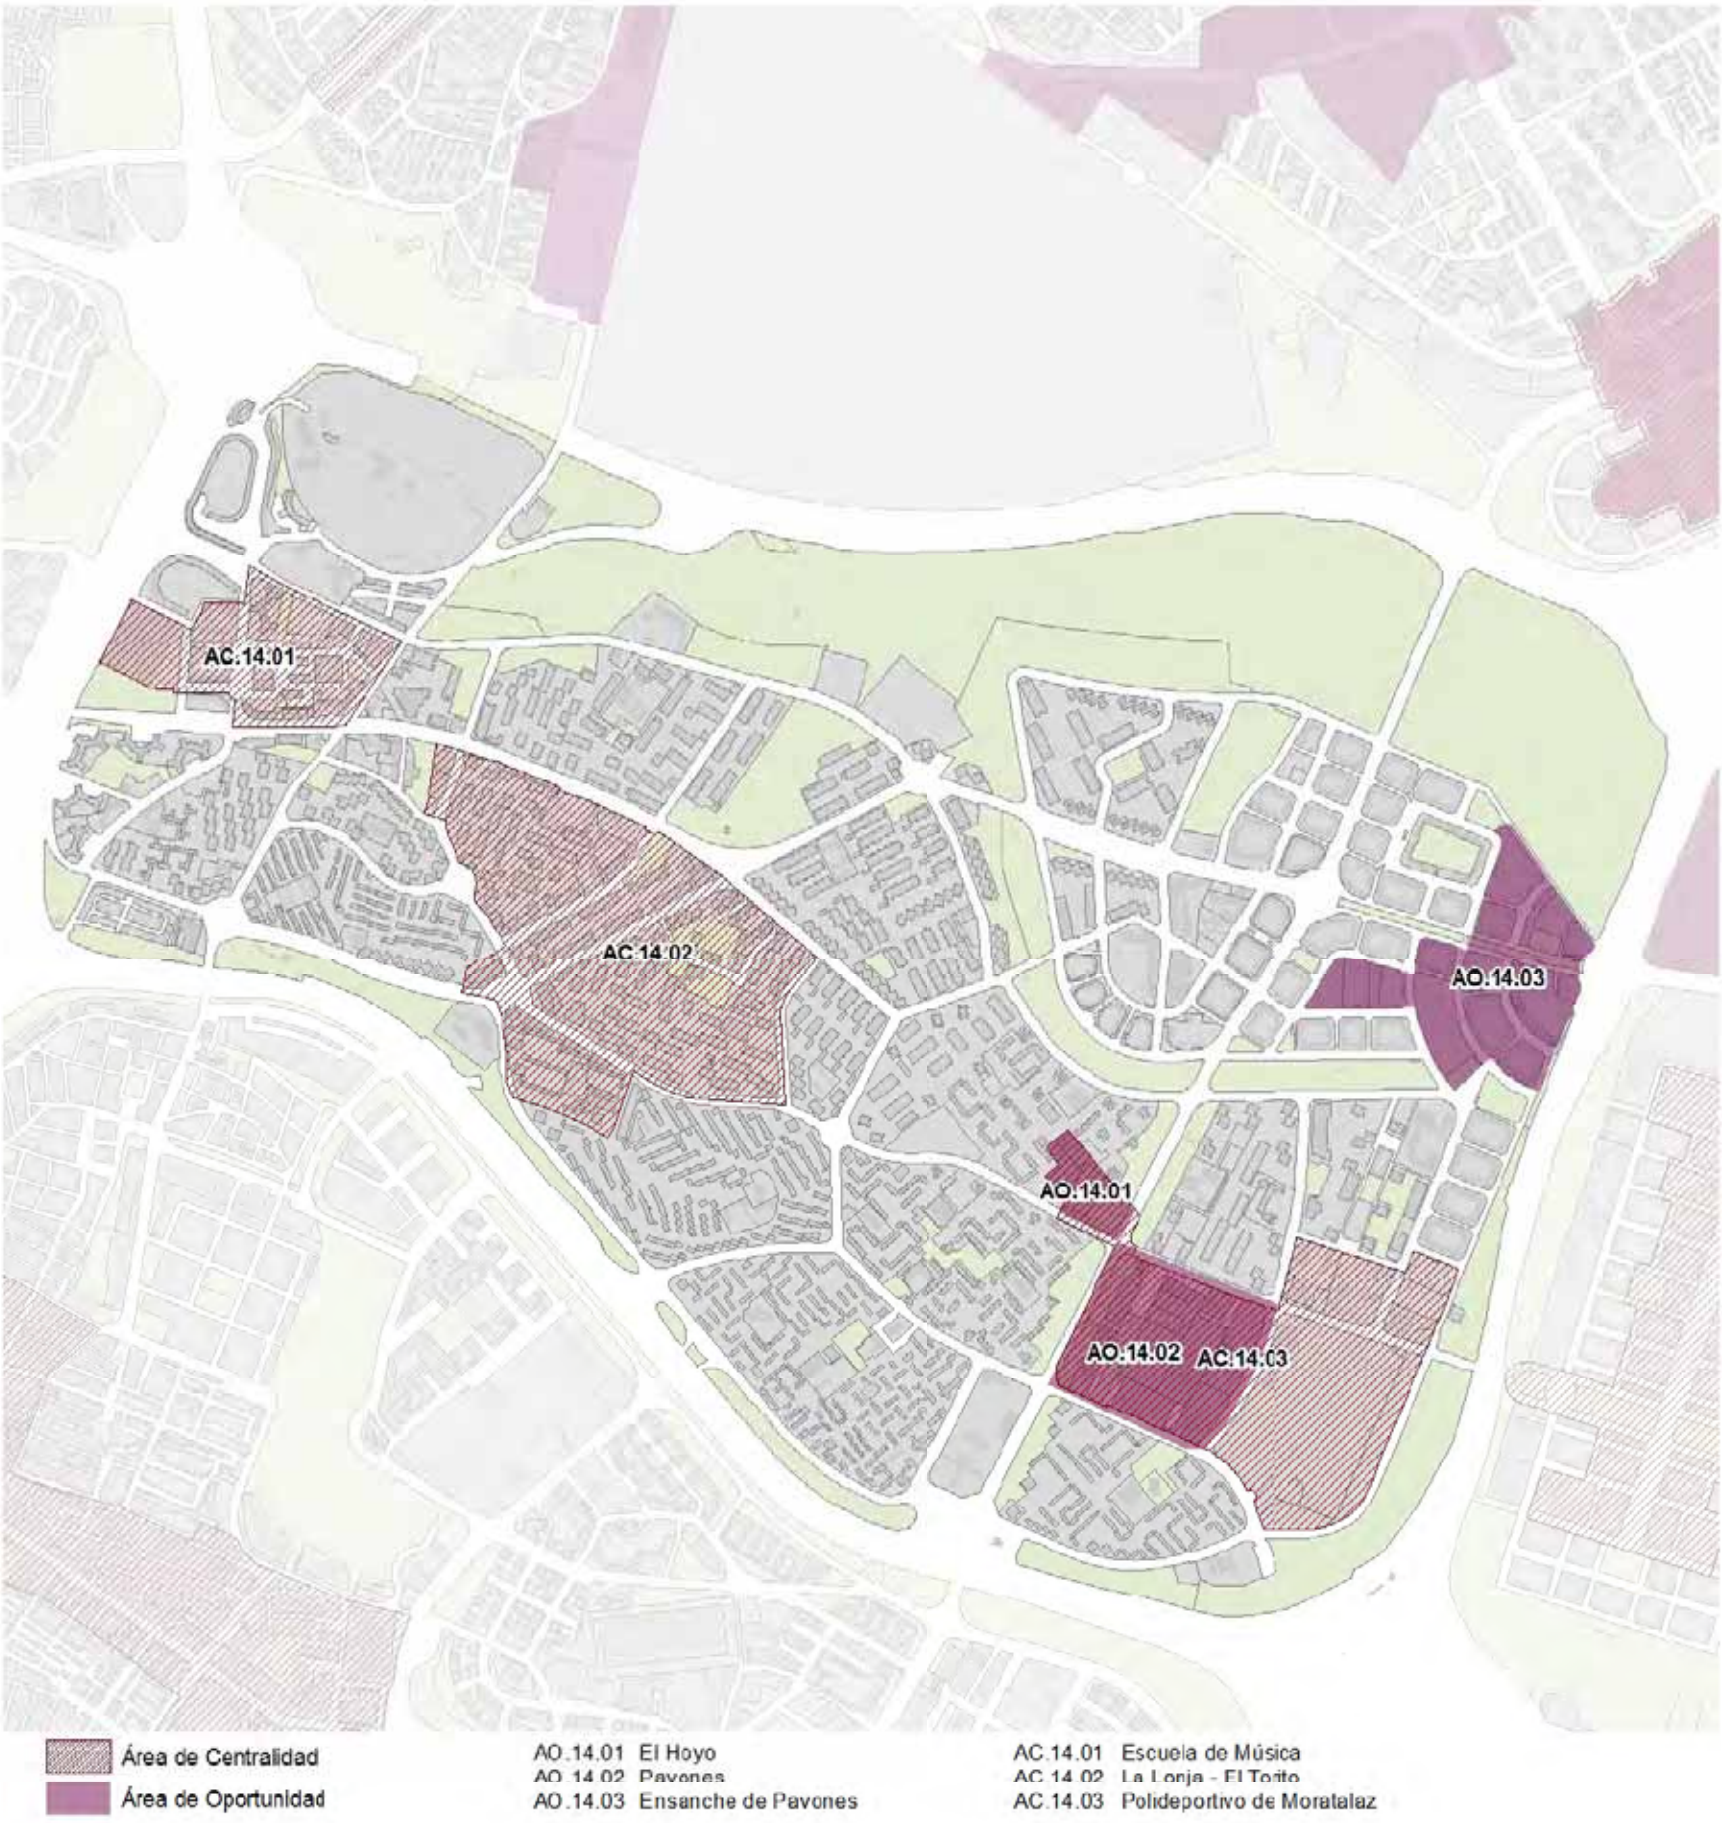 AC.14.01
AC.14.02
AO.14.03
AO.14.01
AO.14.02 AC.14.03
Área de Centralidad
Área de Oportunidad
AO.14.01 El Hoyo
AO.14.02 Pavones
AO.14.03 Ensanche de Pavones
AC.14.01 Escuela de Música
AC.14.02 La Lonja - El Torito
AC.14.03 Polideportivo de Moratalaz